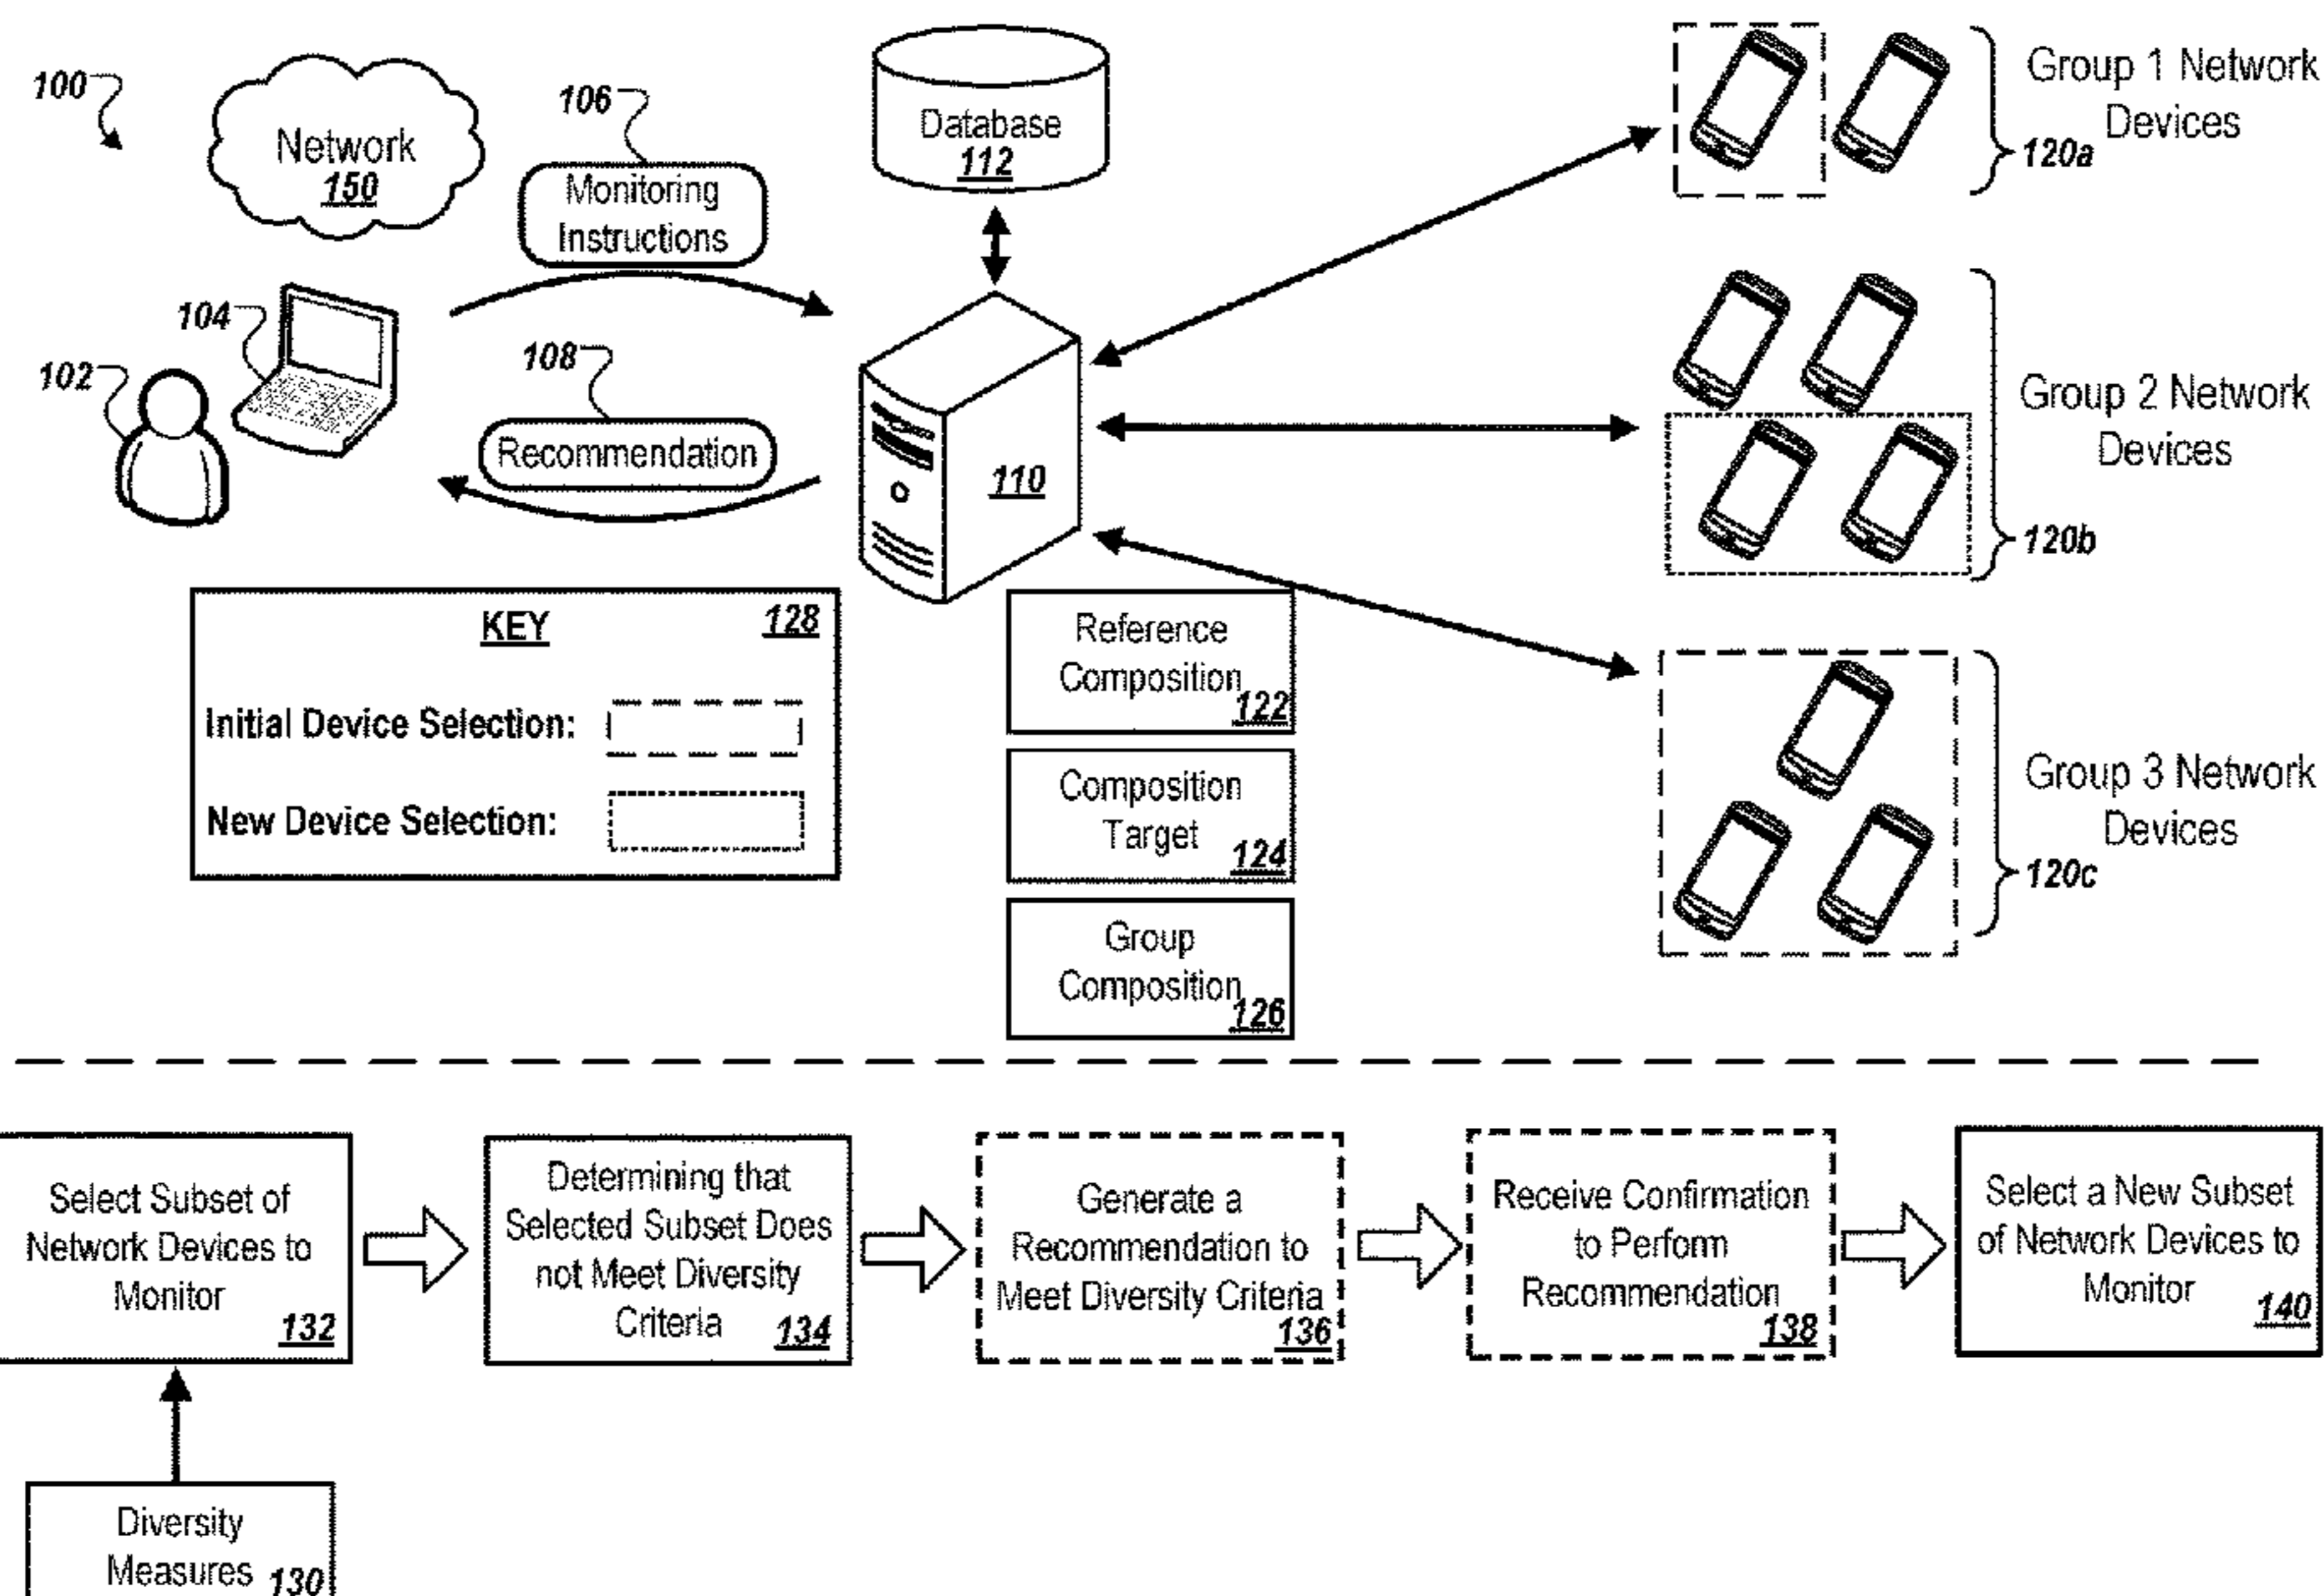 100
Network
150
106
Monitoring
Instructions
Database
112
Group 1 Network
Devices
120a
104
102
108
Recommendation
110
Group 2 Network
Devices
120b
KEY
128
Initial Device Selection:
New Device Selection:
Reference
Composition
122
Composition
Target
124
Group
Composition
126
Group 3 Network
Devices
120c
Select Subset of
Network Devices to
Monitor
132
Determining that
Selected Subset Does
not Meet Diversity
Criteria
134
Generate a
Recommendation to
Meet Diversity Criteria
136
Receive Confirmation
to Perform
Recommendation
138
Select a New Subset
of Network Devices to
Monitor
140
Diversity
Measures
130